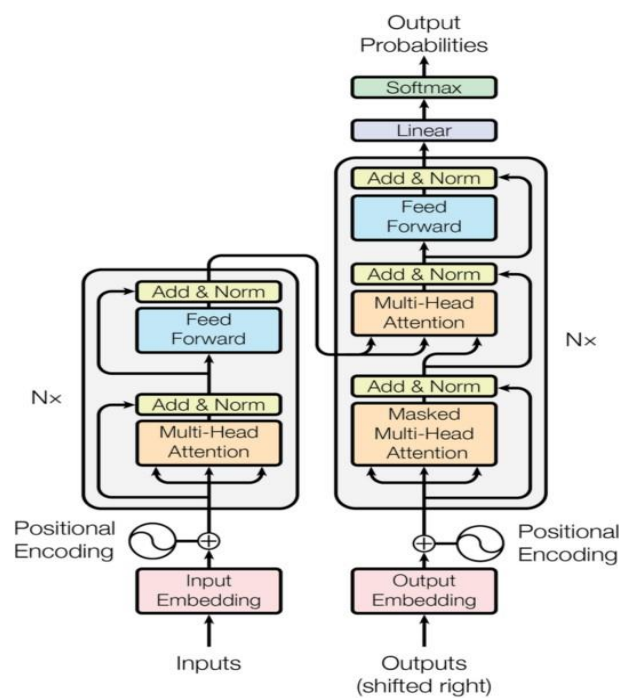 Output
Probabilities
Softmax
Linear
Add & Norm
Feed
Forward
Add & Norm
Multi-Head
Attention
Add & Norm
Masked
Multi-Head
Attention
Nx
Positional
Encoding
Output
Embedding
Outputs
(shifted right)
Add & Norm
Feed
Forward
Add & Norm
Multi-Head
Attention
Nx
Positional
Encoding
Input
Embedding
Inputs